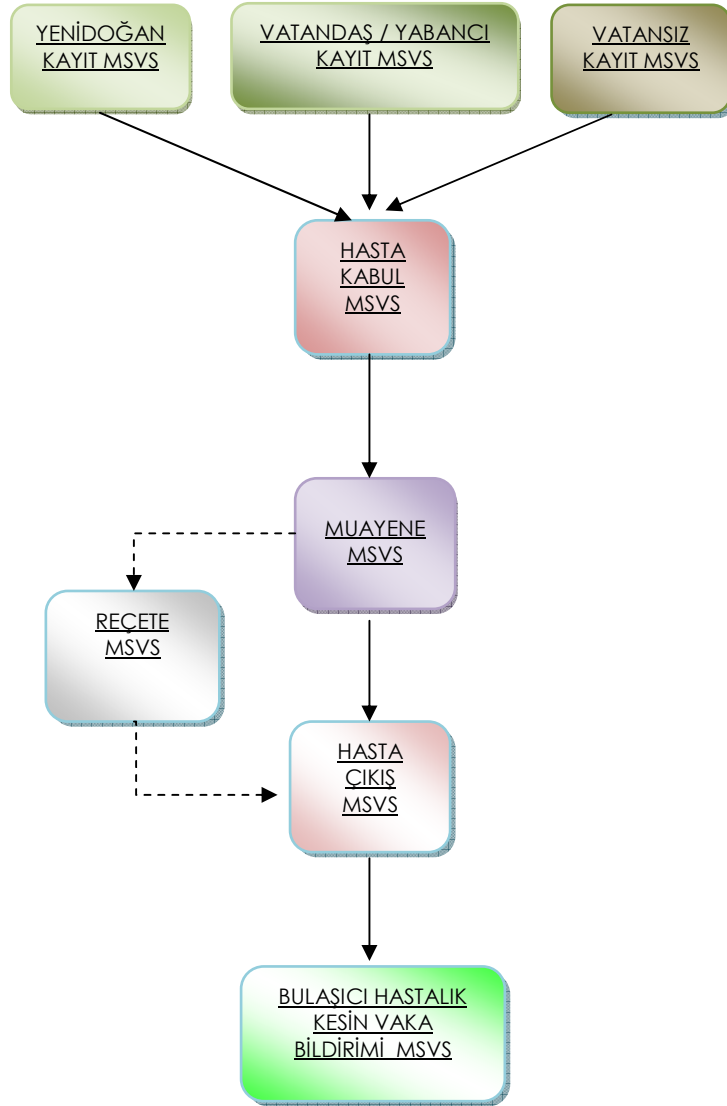 YENİDOĞAN
KAYIT MSVS
VATANDAŞ / YABANCI
KAYIT MSVS
VATANSIZ
KAYIT MSVS
HASTA
KABUL
MSVS
MUAYENE
MSVS
REÇETE
MSVS
HASTA
ÇIKIŞ
MSVS
BULAŞICI HASTALIK
KESİN VAKA
BİLDİRİMİ MSVS